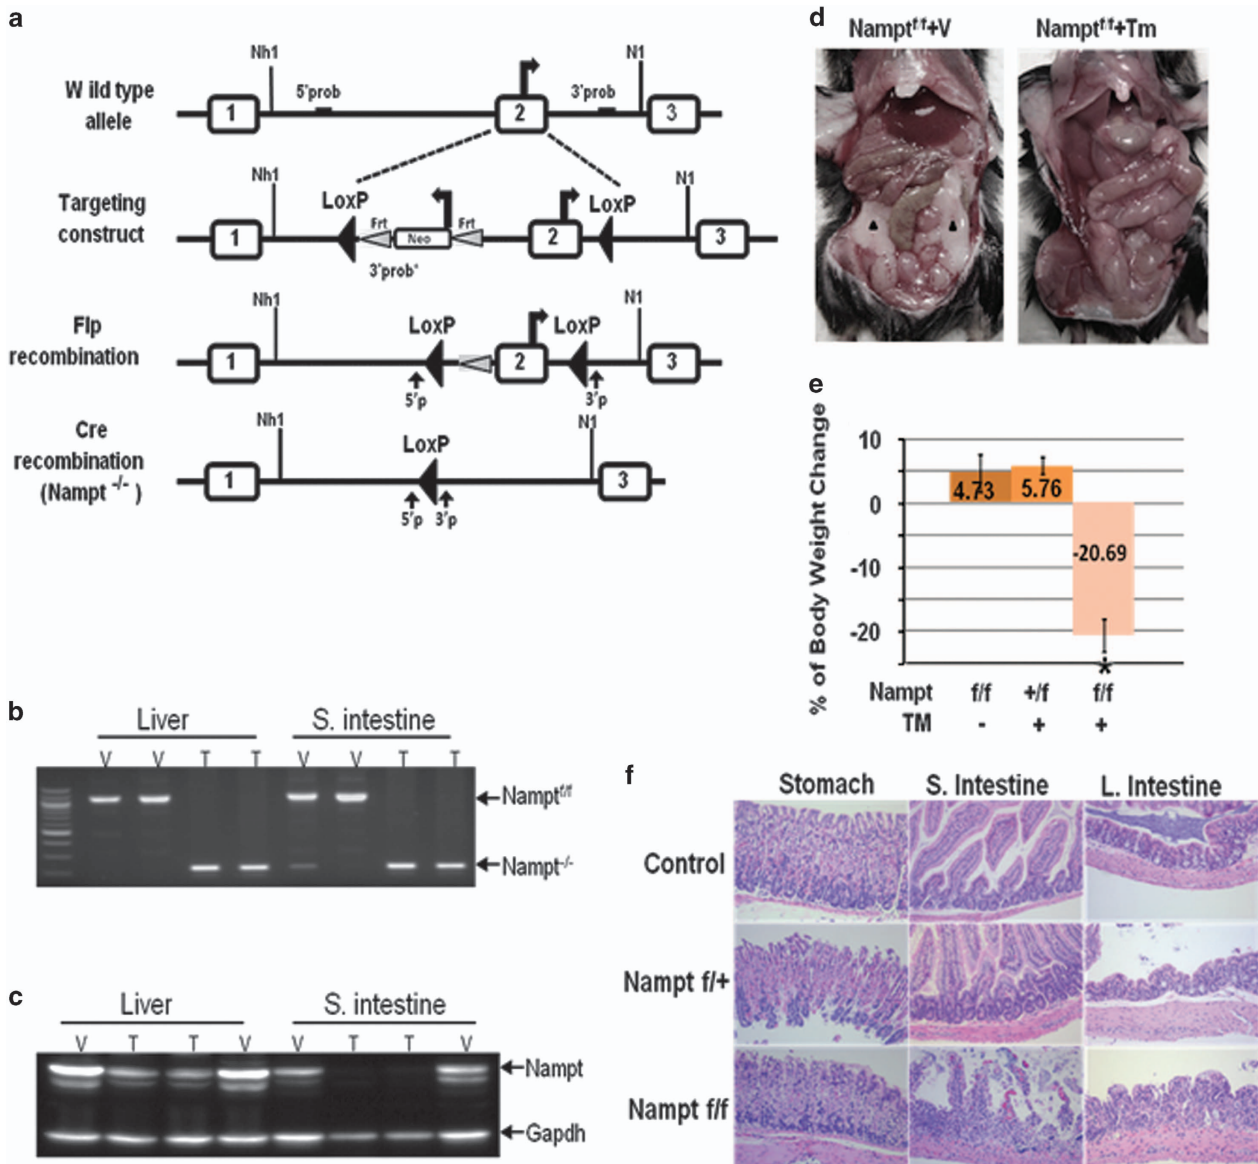 a
Wild type
allele
Nh1
5'prob
3'prob
N1
1
2
3
Targeting
construct
Nh1
LoxP
Frt
Neo
Frt
LoxP
N1
1
2
3
3'prob*
Flp
recombination
Nh1
LoxP
LoxP
N1
1
2
3
5'p
3'p
Cre
recombination
(Nampt -/- )
Nh1
LoxP
N1
1
3
5'p 3'p
b
Liver S. intestine
V V T T V V T T
Nampt f/f
Nampt -/-
c
Liver S. intestine
V T T V V T T V
Nampt
Gapdh
d
Nampt f/f+V Nampt f/f+Tm
e
% of Body Weight Change
10
0
-10
-20
4.73
5.76
-20.69
*
Nampt f/f +/f f/f
TM - + +
f
Stomach S. Intestine L. Intestine
Control
Nampt f/+
Nampt f/f